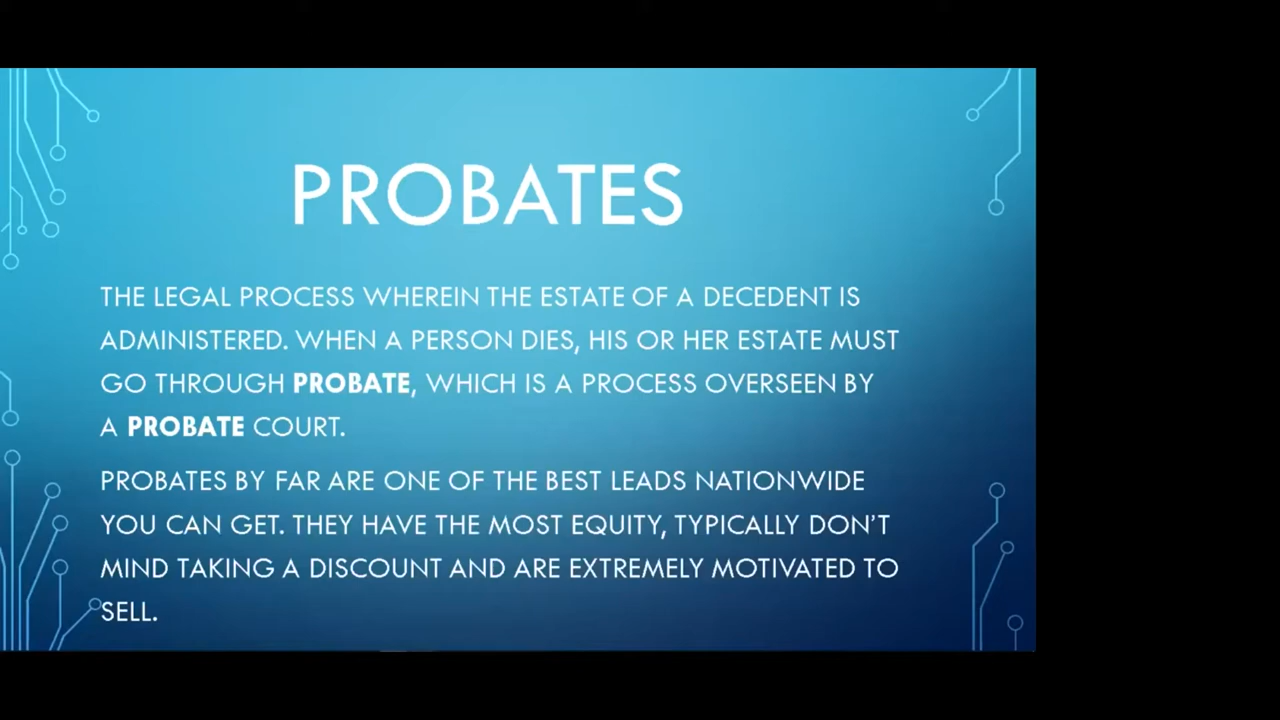 PROBATES
THE LEGAL PROCESS WHEREIN THE ESTATE OF A DECEDENT IS
ADMINISTERED. WHEN A PERSON DIES, HIS OR HER ESTATE MUST
GO THROUGH PROBATE, WHICH IS A PROCESS OVERSEEN BY
A PROBATE COURT.
PROBATES BY FAR ARE ONE OF THE BEST LEADS NATIONWIDE
YOU CAN GET. THEY HAVE THE MOST EQUITY, TYPICALLY DON'T
MIND TAKING A DISCOUNT AND ARE EXTREMELY MOTIVATED TO
SELL.